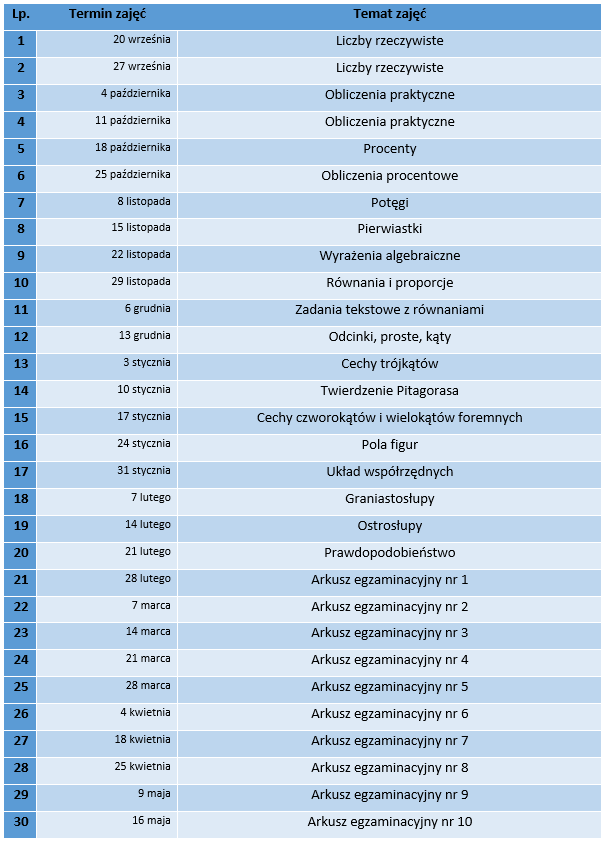 Lp. Termin zajęć Temat zajęć
1 20 września Liczby rzeczywiste
2 27 września Liczby rzeczywiste
3 4 października Obliczenia praktyczne
4 11 października Obliczenia praktyczne
5 18 października Procenty
6 25 października Obliczenia procentowe
7 8 listopada Potęgi
8 15 listopada Pierwiastki
9 22 listopada Wyrażenia algebraiczne
10 29 listopada Równania i proporcje
11 6 grudnia Zadania tekstowe z równaniami
12 13 grudnia Odcinki, proste, kąty
13 3 stycznia Cechy trójkątów
14 10 stycznia Twierdzenie Pitagorasa
15 17 stycznia Cechy czworokątów i wielokątów foremnych
16 24 stycznia Pola figur
17 31 stycznia Układ współrzędnych
18 7 lutego Graniastosłupy
19 14 lutego Ostrosłupy
20 21 lutego Prawdopodobieństwo
21 28 lutego Arkusz egzaminacyjny nr 1
22 7 marca Arkusz egzaminacyjny nr 2
23 14 marca Arkusz egzaminacyjny nr 3
24 21 marca Arkusz egzaminacyjny nr 4
25 28 marca Arkusz egzaminacyjny nr 5
26 4 kwietnia Arkusz egzaminacyjny nr 6
27 18 kwietnia Arkusz egzaminacyjny nr 7
28 25 kwietnia Arkusz egzaminacyjny nr 8
29 9 maja Arkusz egzaminacyjny nr 9
30 16 maja Arkusz egzaminacyjny nr 10